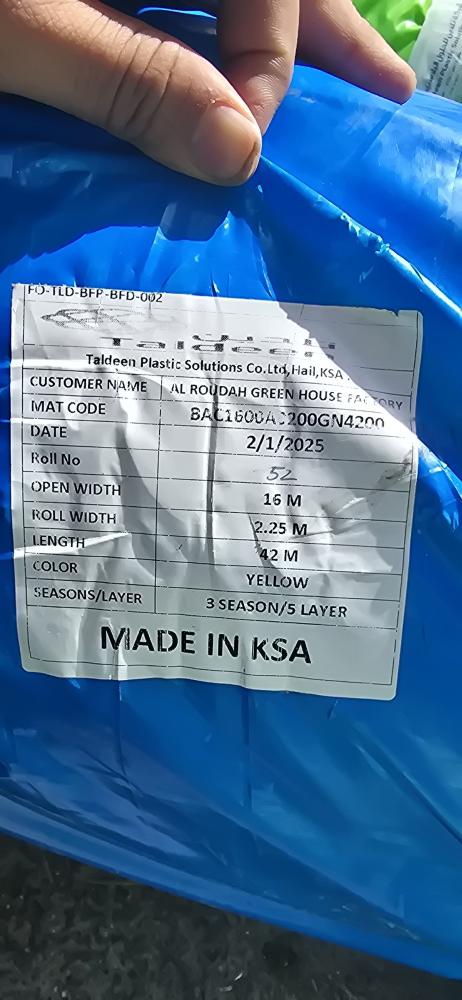 FO-TLD-BFP-BFD-002
Taldeen
Taldeen Plastic Solutions Co.Ltd,Hail,KSA.
CUSTOMER NAME AL ROUDAH GREEN HOUSE FACTORY
MAT CODE
DATE 2/1/2025
Roll No 52
OPEN WIDTH 16 M
ROLL WIDTH 2.25 M
LENGTH 42 M
COLOR YELLOW
SEASONS/LAYER 3 SEASON/5 LAYER
MADE IN KSA